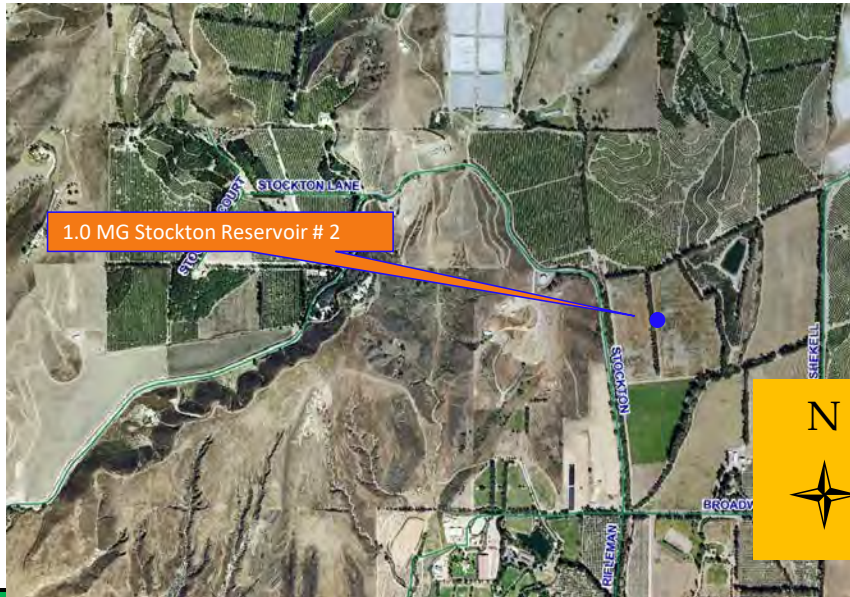 STOCKTON LANE
1.0 MG Stockton Reservoir # 2
STOCKTON
SHEKELL
N
BROADW
RIFLEMAN